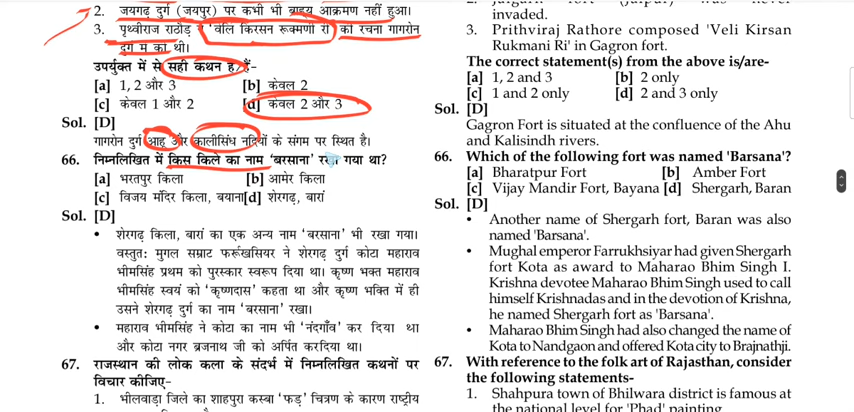 2. जयगढ़ दुर्ग (जयपुर) पर कभी भी बाह्य आक्रमण नहीं हुआ।
3. पृथ्वीराज राठौड़ ने 'वेलि किरसन रूकमणी री' की रचना गागरोन
दुर्ग में की थी।
उपर्युक्त में से सही कथन है/हैं-
[a] 1, 2 और 3 [b] केवल 2
[c] केवल 1 और 2 [d] केवल 2 और 3
Sol. [D]
गागरोन दुर्ग आहू और कालीसिंध नदियों के संगम पर स्थित है।
66. निम्नलिखित में किस किले का नाम 'बरसाना' रखा गया था?
[a] भरतपुर किला [b] आमेर किला
[c] विजय मंदिर किला, बयाना[d] शेरगढ़, बारां
Sol. [D]
• शेरगढ़ किला, बारां का एक अन्य नाम 'बरसाना' भी रखा गया।
वस्तुत: मुगल सम्राट फर्रूखसियर ने शेरगढ़ दुर्ग कोटा महाराव
भीमसिंह प्रथम को पुरस्कार स्वरूप दिया था। कृष्ण भक्त महाराव
भीमसिंह स्वयं को 'कृष्णदास' कहता था और कृष्ण भक्ति में ही
उसने शेरगढ़ दुर्ग का नाम 'बरसाना' रखा।
• महाराव भीमसिंह ने कोटा का नाम भी 'नंदगाँव' कर दिया था
और कोटा नगर ब्रजनाथ जी को अर्पित करदिया था।
67. राजस्थान की लोक कला के संदर्भ में निम्नलिखित कथनों पर
विचार कीजिए-
1. भीलवाड़ा जिले का शाहपुरा कस्बा 'फड़' चित्रण के कारण राष्ट्रीय
invaded.
3. Prithviraj Rathore composed 'Veli Kirsan
Rukmani Ri' in Gagron fort.
The correct statement(s) from the above is/are-
[a] 1, 2 and 3 [b] 2 only
[c] 1 and 2 only [d] 2 and 3 only
Sol. [D]
Gagron Fort is situated at the confluence of the Ahu
and Kalisindh rivers.
66. Which of the following fort was named 'Barsana'?
[a] Bharatpur Fort [b] Amber Fort
[c] Vijay Mandir Fort, Bayana [d] Shergarh, Baran
Sol. [D]
• Another name of Shergarh fort, Baran was also
named 'Barsana'.
• Mughal emperor Farrukhsiyar had given Shergarh
fort Kota as award to Maharao Bhim Singh I.
Krishna devotee Maharao Bhim Singh used to call
himself Krishnadas and in the devotion of Krishna,
he named Shergarh fort as 'Barsana'.
• Maharao Bhim Singh had also changed the name of
Kota to Nandgaon and offered Kota city to Brajnathji.
67. With reference to the folk art of Rajasthan, consider
the following statements-
1. Shahpura town of Bhilwara district is famous at
the national level for 'Phad' painting